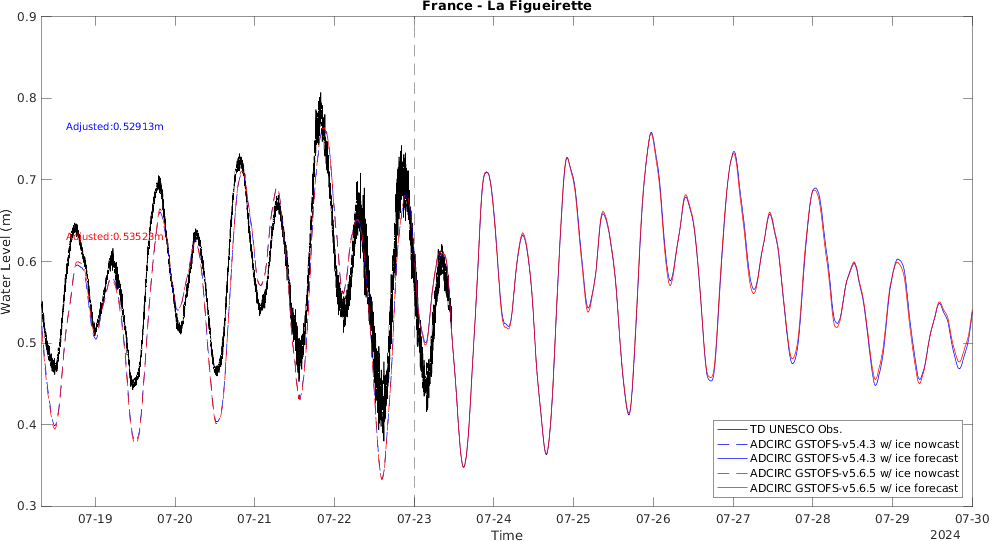 France - La Figueirette
0.9
0.8
0.7
0.6
0.5
0.4
0.3
Water Level (m)
Adjusted:0.52913m
Adjusted:0.53523m
TD UNESCO Obs.
ADCIRC GSTOFS-v5.4.3 w/ ice nowcast
ADCIRC GSTOFS-v5.4.3 w/ ice forecast
ADCIRC GSTOFS-v5.6.5 w/ ice nowcast
ADCIRC GSTOFS-v5.6.5 w/ ice forecast
07-19 07-20 07-21 07-22 07-23 07-24 07-25 07-26 07-27 07-28 07-29 07-30
Time
2024